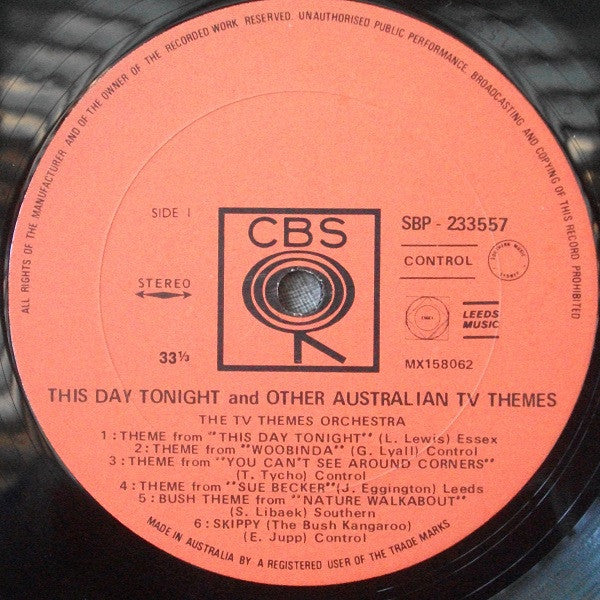 ALL RIGHTS OF THE MANUFACTURER AND OF THE OWNER OF THE RECORDED WORK RESERVED. UNAUTHORISED PUBLIC PERFORMANCE, BROADCASTING AND COPYING OF THIS RECORD PROHIBITED
SIDE I
CBS
SBP - 233557
STEREO
CONTROL
SOUTHERN MUSIC
LEEDS
MUSIC
33⅓
MX158062
THIS DAY TONIGHT and OTHER AUSTRALIAN TV THEMES
THE TV THEMES ORCHESTRA
1 : THEME from "THIS DAY TONIGHT" (L. Lewis) Essex
2 : THEME from "WOOBINDA" (G. Lyall) Control
3 : THEME from "YOU CAN'T SEE AROUND CORNERS"
(T. Tycho) Control
4 : THEME from "SUE BECKER" (J. Eggington) Leeds
5 : BUSH THEME from "NATURE WALKABOUT"
(S. Libaek) Southern
6 : SKIPPY (The Bush Kangaroo)
(E. Jupp) Control
MADE IN AUSTRALIA BY A REGISTERED USER OF THE TRADE MARKS